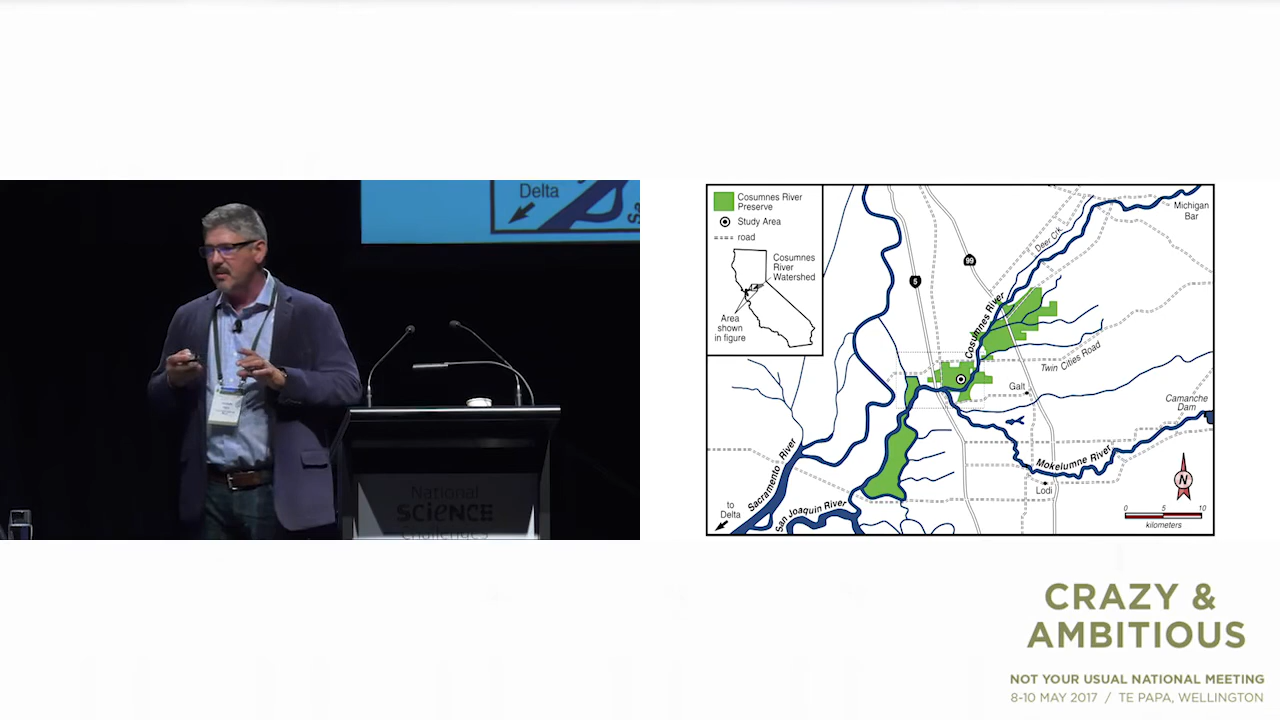 Delta
National
SCIENCE
Challenges
Cosumnes River
Preserve
Study Area
road
Cosumnes
River
Watershed
Area
shown
in figure
5
99
Deer Crk
Michigan
Bar
Cosumnes River
Twin Cities Road
Galt
Camanche
Dam
Mokelumne River
Lodi
Sacramento River
San Joaquin River
to
Delta
N
0 5 10
kilometers
CRAZY &
AMBITIOUS
NOT YOUR USUAL NATIONAL MEETING
8-10 MAY 2017 / TE PAPA, WELLINGTON